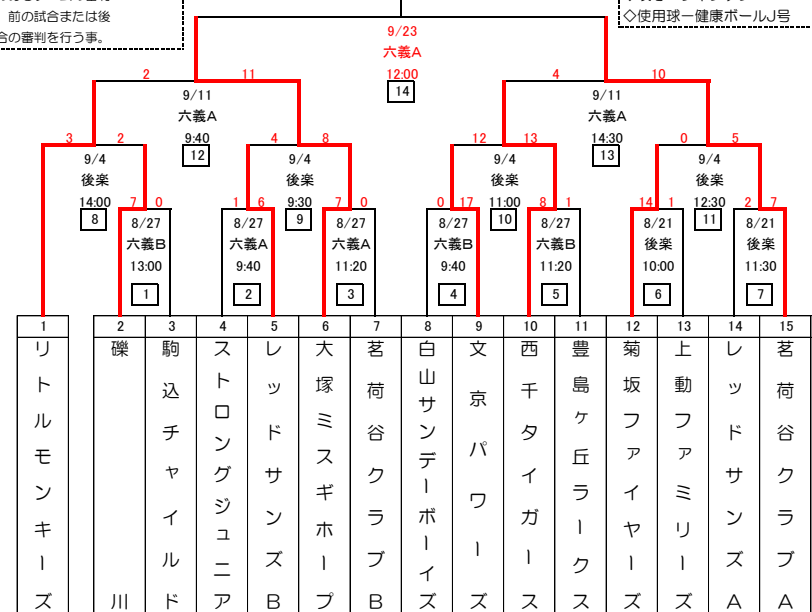 前の試合または後
合の審判を行う事。
◇使用球ー健康ボールJ号
9/23
六義A
12:00
14
2 11
4 10
9/11
六義A
9:40
12
9/11
六義A
14:30
13
3 2
4 8
12 13
0 5
9/4
後楽
14:00
8
9/4
後楽
9:30
9
9/4
後楽
11:00
10
9/4
後楽
12:30
11
7 0
1 6
7 0
0 17
8 1
14 1
2 7
8/27
六義B
13:00
1
8/27
六義A
9:40
2
8/27
六義A
11:20
3
8/27
六義B
9:40
4
8/27
六義B
11:20
5
8/21
後楽
10:00
6
8/21
後楽
11:30
7
1 2 3 4 5 6 7 8 9 10 11 12 13 14 15
リトルモンキーズ
礫川
駒込チャイルド
ストロングジュニア
レッドサンズB
大塚ミスギホープ
茗荷谷クラブB
白山サンデーボーイズ
文京パワーズ
西千タイガース
豊島ヶ丘ラークス
菊坂ファイヤーズ
上動ファミリーズ
レッドサンズA
茗荷谷クラブA